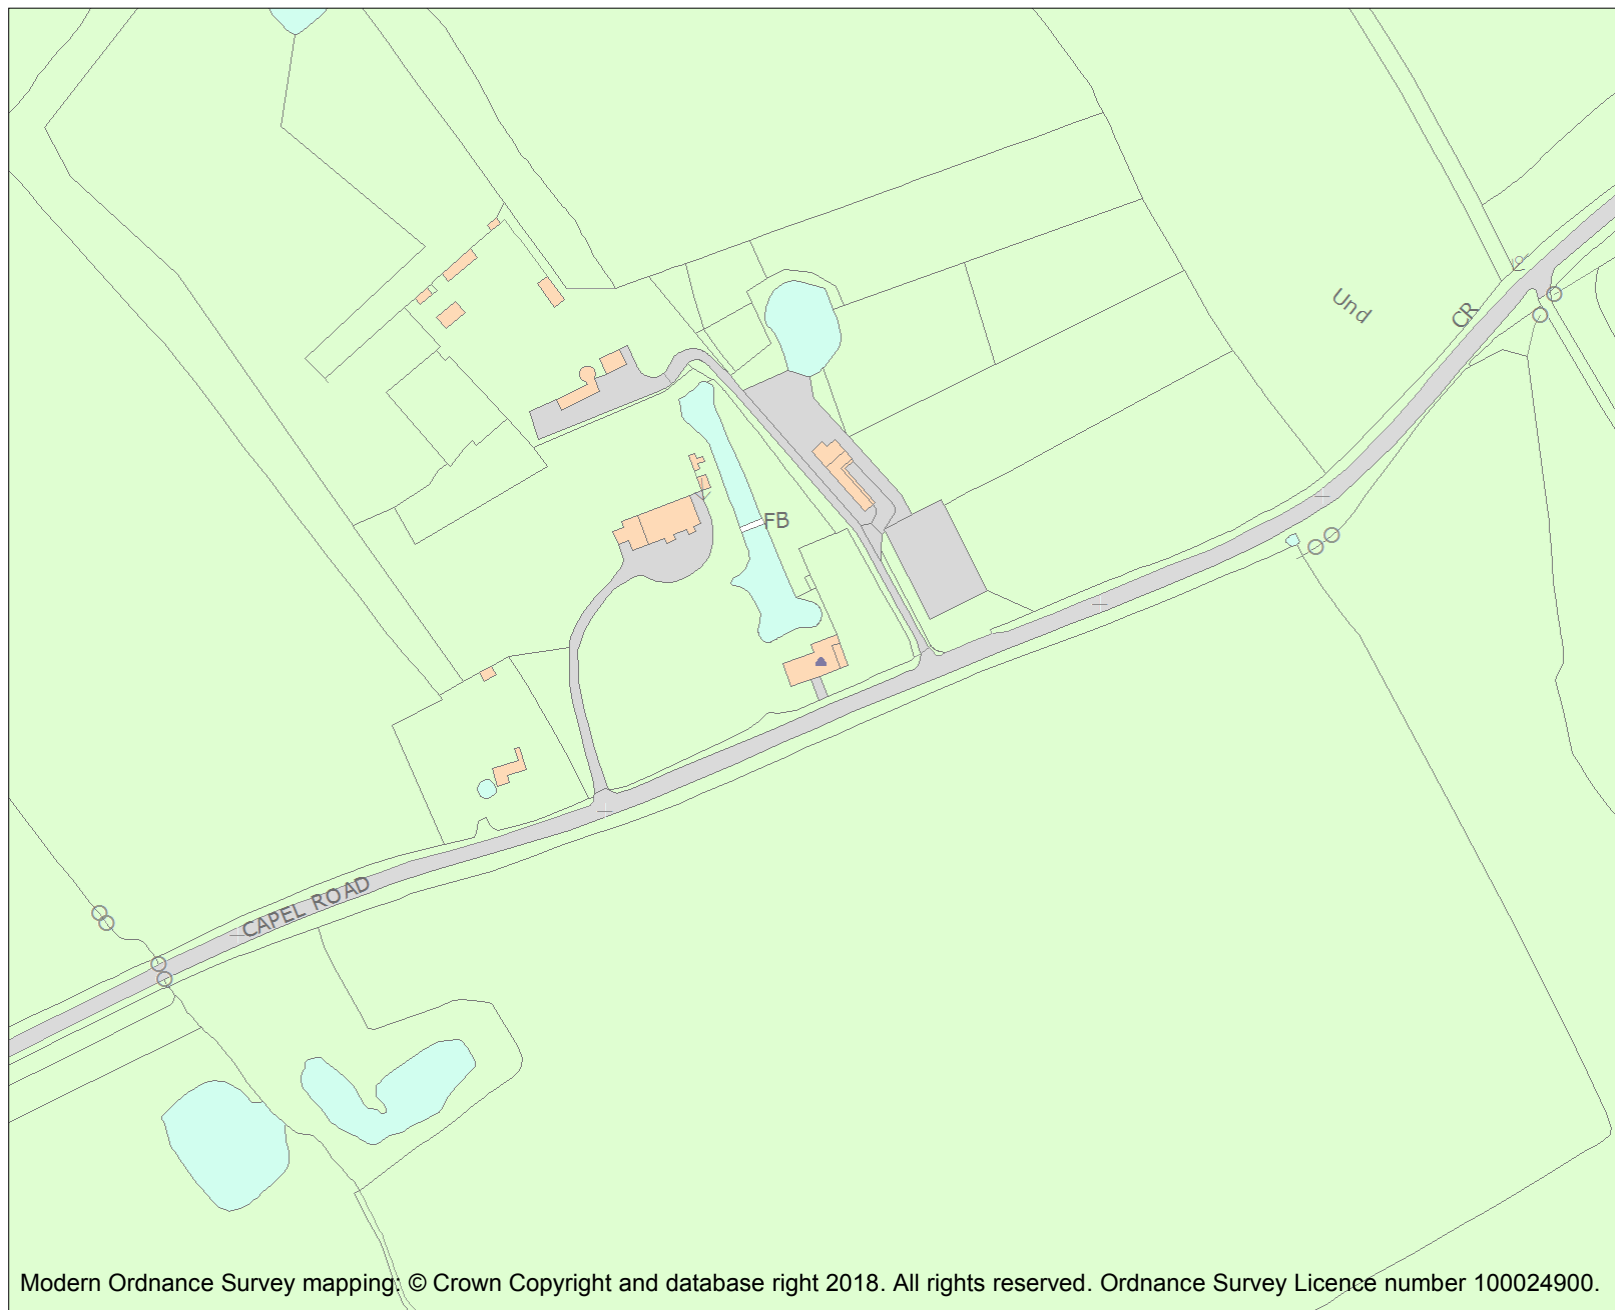 Und
CR
FB
CAPEL ROAD
Modern Ordnance Survey mapping: © Crown Copyright and database right 2018. All rights reserved. Ordnance Survey Licence number 100024900.